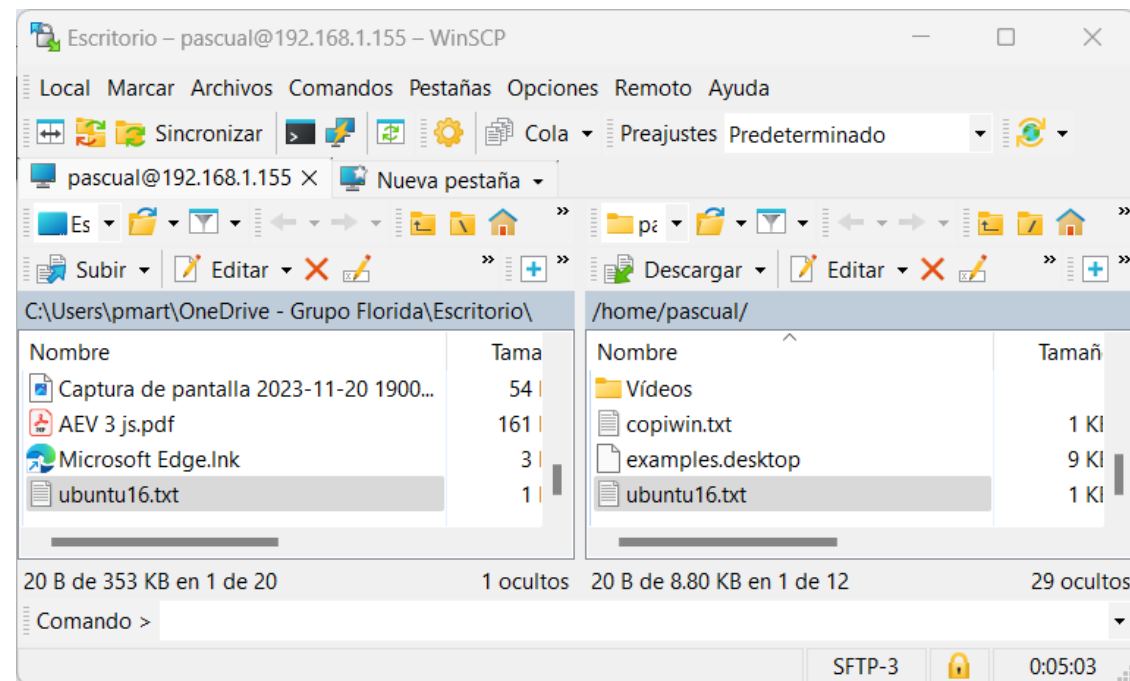 Escritorio – pascual@192.168.1.155 – WinSCP
Local Marcar Archivos Comandos Pestañas Opciones Remoto Ayuda
Sincronizar Cola Preajustes Predeterminado
pascual@192.168.1.155 Nueva pestaña
Es pa
Subir Editar Descargar Editar
C:\Users\pmart\OneDrive - Grupo Florida\Escritorio\ /home/pascual/
Nombre Tama Nombre Tamañ
Captura de pantalla 2023-11-20 1900... 54 Vídeos
AEV 3 js.pdf 161 copiwin.txt 1 KB
Microsoft Edge.lnk 3 examples.desktop 9 KB
ubuntu16.txt 1 ubuntu16.txt 1 KB
20 B de 353 KB en 1 de 20 1 ocultos 20 B de 8.80 KB en 1 de 12 29 ocultos
Comando >
SFTP-3 0:05:03